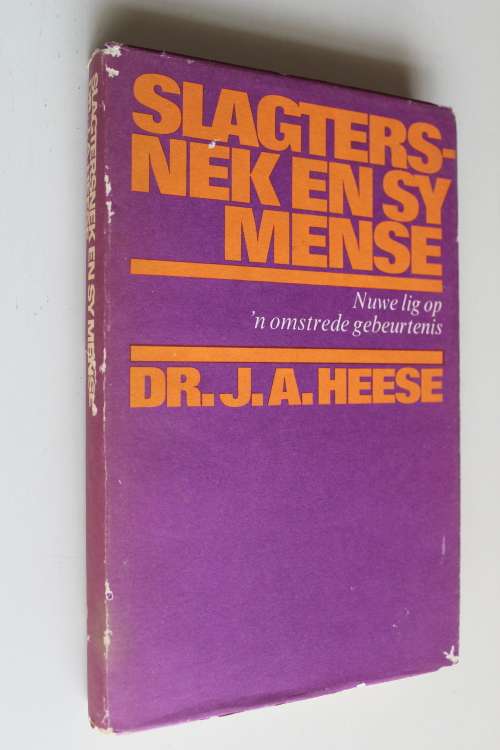 SLAGTERS-
NEK EN SY
MENSE
Nuwe lig op
'n omstrede gebeurtenis
DR. J. A. HEESE
SLAGTERSNEK EN SY MENSE